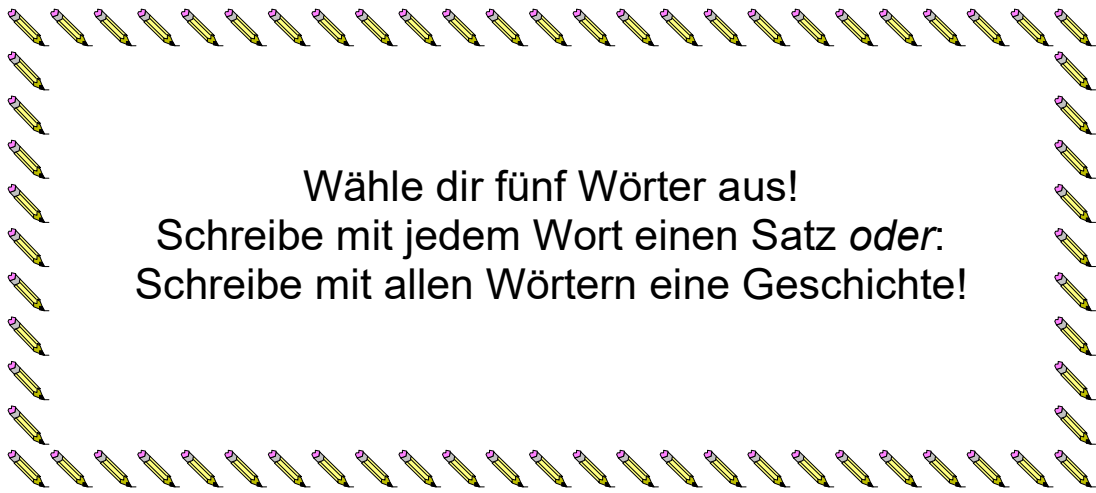 Wähle dir fünf Wörter aus!
Schreibe mit jedem Wort einen Satz oder:
Schreibe mit allen Wörtern eine Geschichte!